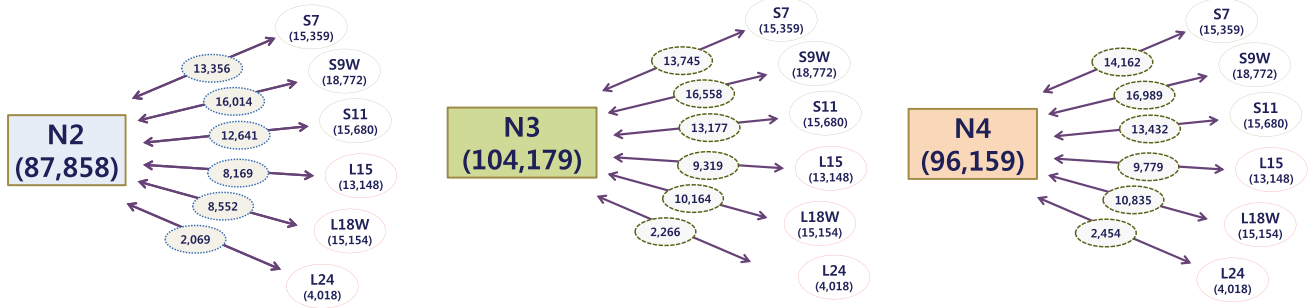 N2
(87,858)
13,356
16,014
12,641
8,169
8,552
2,069
S7
(15,359)
S9W
(18,772)
S11
(15,680)
L15
(13,148)
L18W
(15,154)
L24
(4,018)
N3
(104,179)
13,745
16,558
13,177
9,319
10,164
2,266
S7
(15,359)
S9W
(18,772)
S11
(15,680)
L15
(13,148)
L18W
(15,154)
L24
(4,018)
N4
(96,159)
14,162
16,989
13,432
9,779
10,835
2,454
S7
(15,359)
S9W
(18,772)
S11
(15,680)
L15
(13,148)
L18W
(15,154)
L24
(4,018)